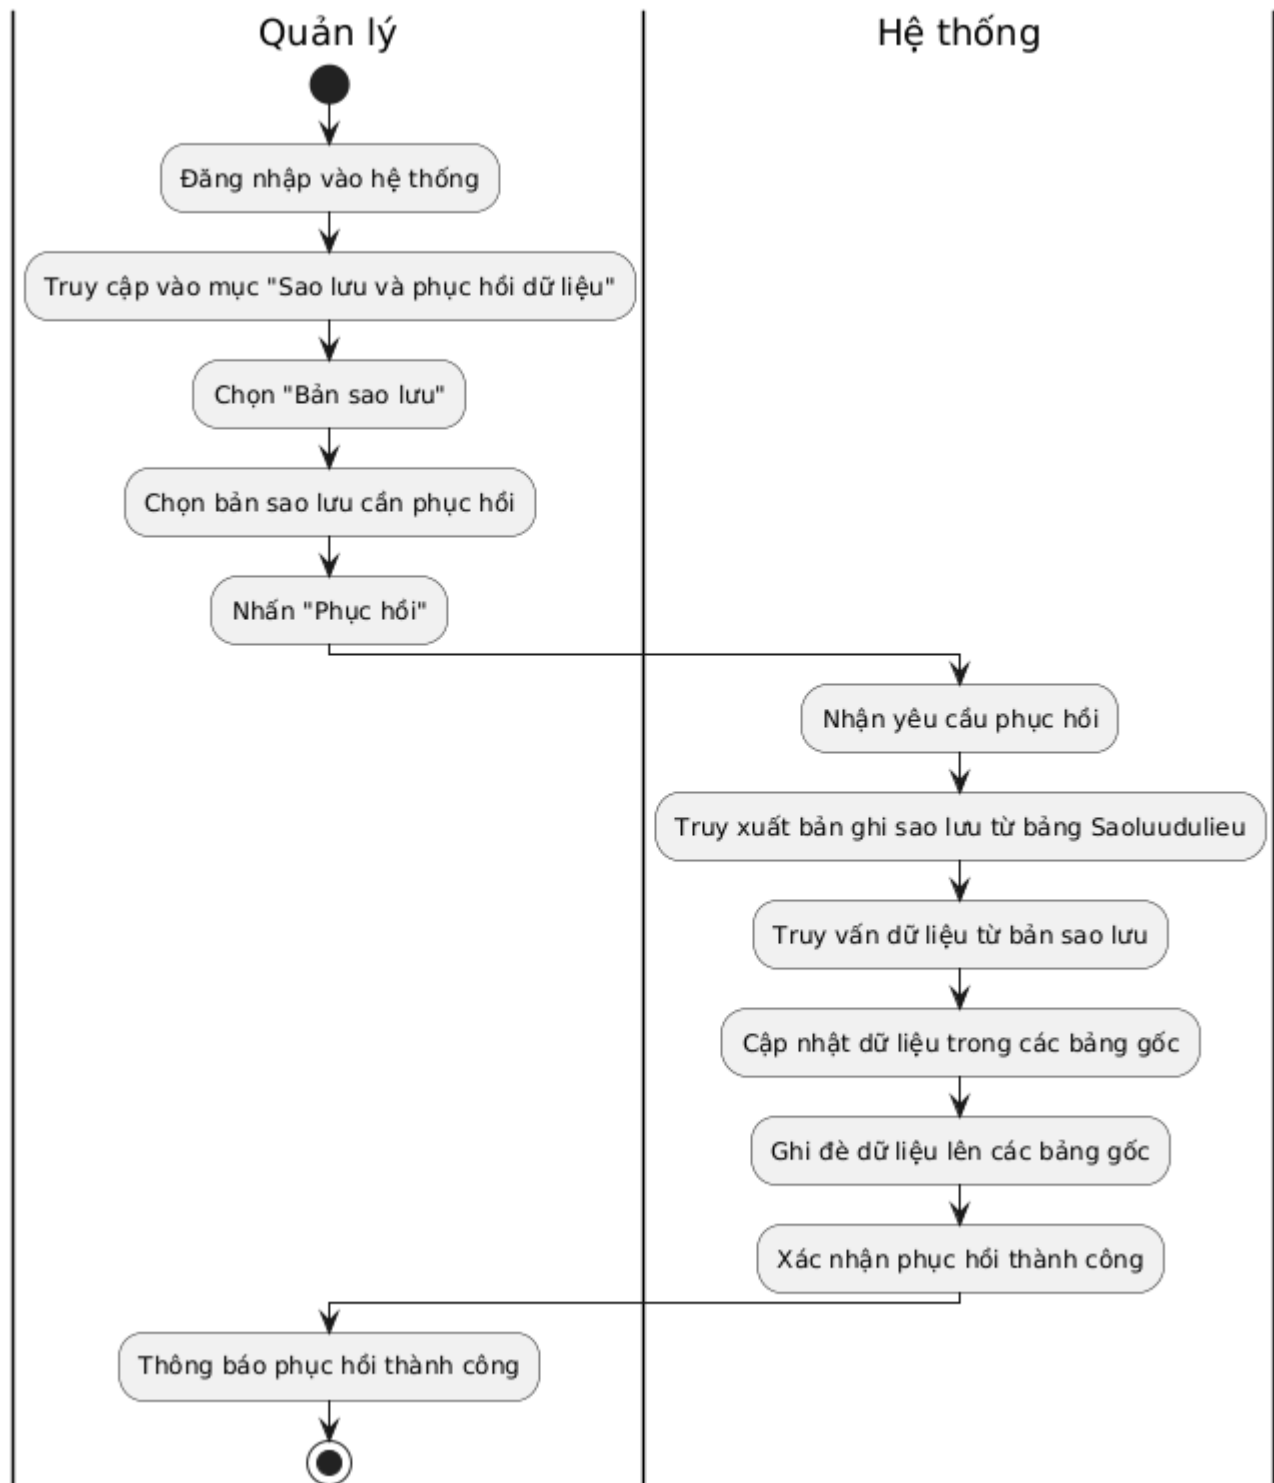 Quản lý
Hệ thống
Đăng nhập vào hệ thống
Truy cập vào mục "Sao lưu và phục hồi dữ liệu"
Chọn "Bản sao lưu"
Chọn bản sao lưu cần phục hồi
Nhấn "Phục hồi"
Nhận yêu cầu phục hồi
Truy xuất bản ghi sao lưu từ bảng Saoluudulieu
Truy vấn dữ liệu từ bản sao lưu
Cập nhật dữ liệu trong các bảng gốc
Ghi đè dữ liệu lên các bảng gốc
Xác nhận phục hồi thành công
Thông báo phục hồi thành công